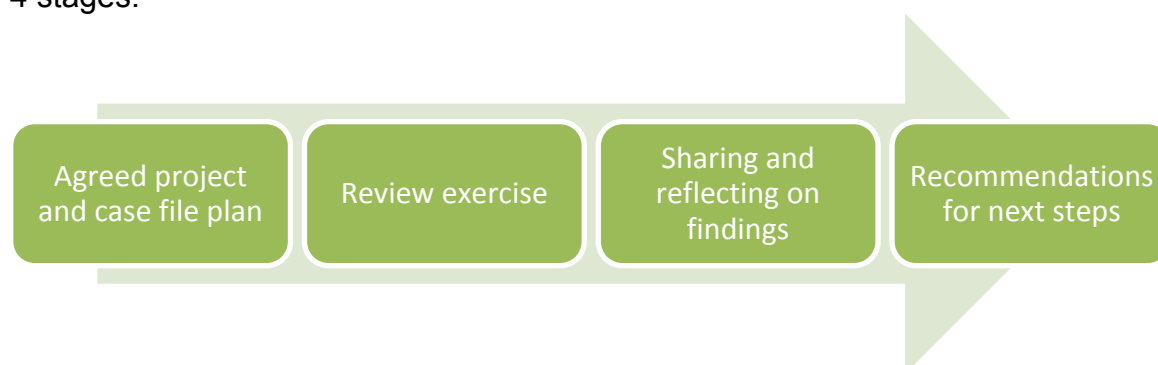 4 stages:
Agreed project
and case file plan
Review exercise
Sharing and
reflecting on
findings
Recommendations
for next steps